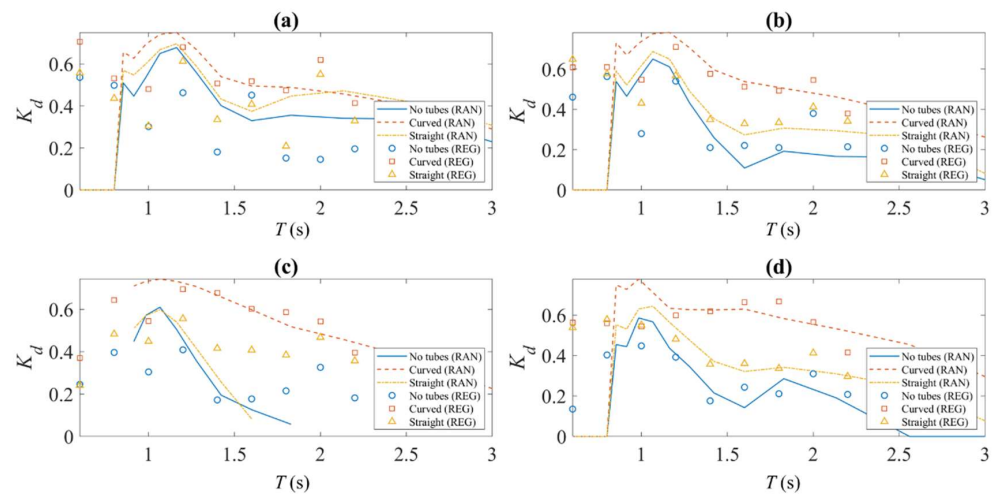 (a)
0.6
0.4
0.2
0
K_d
1
1.5
2
2.5
3
T (s)
No tubes (RAN)
Curved (RAN)
Straight (RAN)
No tubes (REG)
Curved (REG)
Straight (REG)
(b)
0.6
0.4
0.2
0
K_d
1
1.5
2
2.5
3
T (s)
No tubes (RAN)
Curved (RAN)
Straight (RAN)
No tubes (REG)
Curved (REG)
Straight (REG)
(c)
0.6
0.4
0.2
0
K_d
1
1.5
2
2.5
3
T (s)
No tubes (RAN)
Curved (RAN)
Straight (RAN)
No tubes (REG)
Curved (REG)
Straight (REG)
(d)
0.6
0.4
0.2
0
K_d
1
1.5
2
2.5
3
T (s)
No tubes (RAN)
Curved (RAN)
Straight (RAN)
No tubes (REG)
Curved (REG)
Straight (REG)